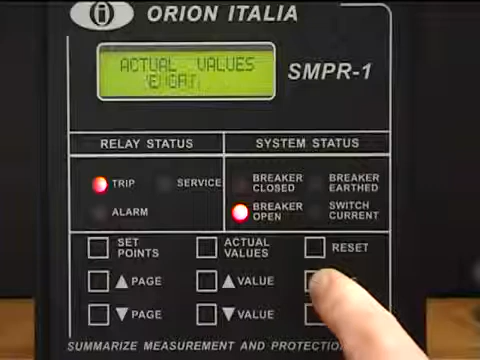 ORION ITALIA
ACTUAL VALUES
SMPR-1
RELAY STATUS
SYSTEM STATUS
TRIP
SERVICE
ALARM
BREAKER
CLOSED
BREAKER
EARTHED
BREAKER
OPEN
SWITCH
CURRENT
SET
POINTS
ACTUAL
VALUES
RESET
▲ PAGE
▲ VALUE
▼ PAGE
▼ VALUE
SUMMARIZE MEASUREMENT AND